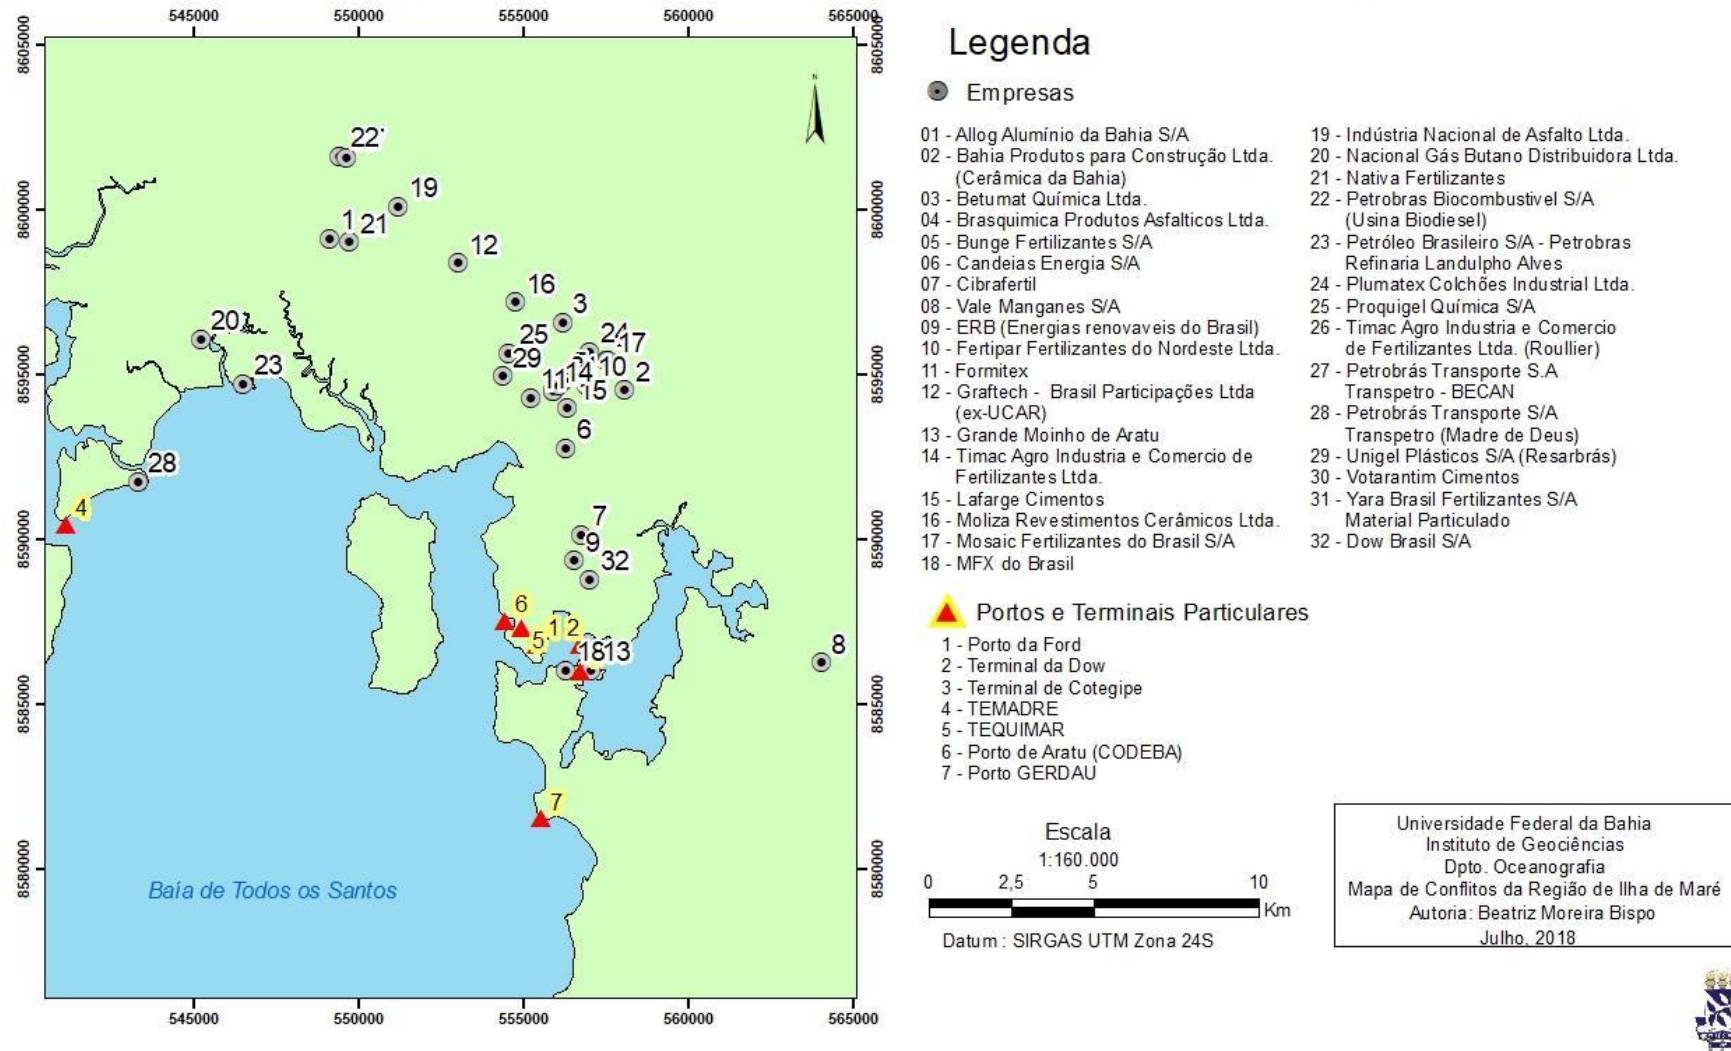 545000 550000 555000 560000 565000
8605000
8605000
8600000
8600000
8595000
8595000
8590000
8590000
8585000
8585000
8580000
8580000
22
19
1
21
12
16
3
20
25
24
17
29
10
2
23
11
14
15
6
28
4
7
9
32
6
1
2
5
18
13
8
7
Baía de Todos os Santos
545000 550000 555000 560000 565000
N
Legenda
Empresas
01 - Allog Alumínio da Bahia S/A
02 - Bahia Produtos para Construção Ltda.
(Cerâmica da Bahia)
03 - Betumat Química Ltda.
04 - Brasquimica Produtos Asfalticos Ltda.
05 - Bunge Fertilizantes S/A
06 - Candeias Energia S/A
07 - Cibrafertil
08 - Vale Manganes S/A
09 - ERB (Energias renovaveis do Brasil)
10 - Fertipar Fertilizantes do Nordeste Ltda.
11 - Formitex
12 - Graftech - Brasil Participações Ltda
(ex-UCAR)
13 - Grande Moinho de Aratu
14 - Timac Agro Industria e Comercio de
Fertilizantes Ltda.
15 - Lafarge Cimentos
16 - Moliza Revestimentos Cerâmicos Ltda.
17 - Mosaic Fertilizantes do Brasil S/A
18 - MFX do Brasil
19 - Indústria Nacional de Asfalto Ltda.
20 - Nacional Gás Butano Distribuidora Ltda.
21 - Nativa Fertilizantes
22 - Petrobras Biocombustivel S/A
(Usina Biodiesel)
23 - Petróleo Brasileiro S/A - Petrobras
Refinaria Landulpho Alves
24 - Plumatex Colchões Industrial Ltda.
25 - Proquigel Química S/A
26 - Timac Agro Industria e Comercio
de Fertilizantes Ltda. (Roullier)
27 - Petrobrás Transporte S.A
Transpetro - BECAN
28 - Petrobrás Transporte S/A
Transpetro (Madre de Deus)
29 - Unigel Plásticos S/A (Resarbrás)
30 - Votarantim Cimentos
31 - Yara Brasil Fertilizantes S/A
Material Particulado
32 - Dow Brasil S/A
Portos e Terminais Particulares
1 - Porto da Ford
2 - Terminal da Dow
3 - Terminal de Cotegipe
4 - TEMADRE
5 - TEQUIMAR
6 - Porto de Aratu (CODEBA)
7 - Porto GERDAU
Escala
1:160.000
0 2,5 5 10
Km
Datum : SIRGAS UTM Zona 24S
Universidade Federal da Bahia
Instituto de Geociências
Dpto. Oceanografia
Mapa de Conflitos da Região de Ilha de Maré
Autoria: Beatriz Moreira Bispo
Julho, 2018